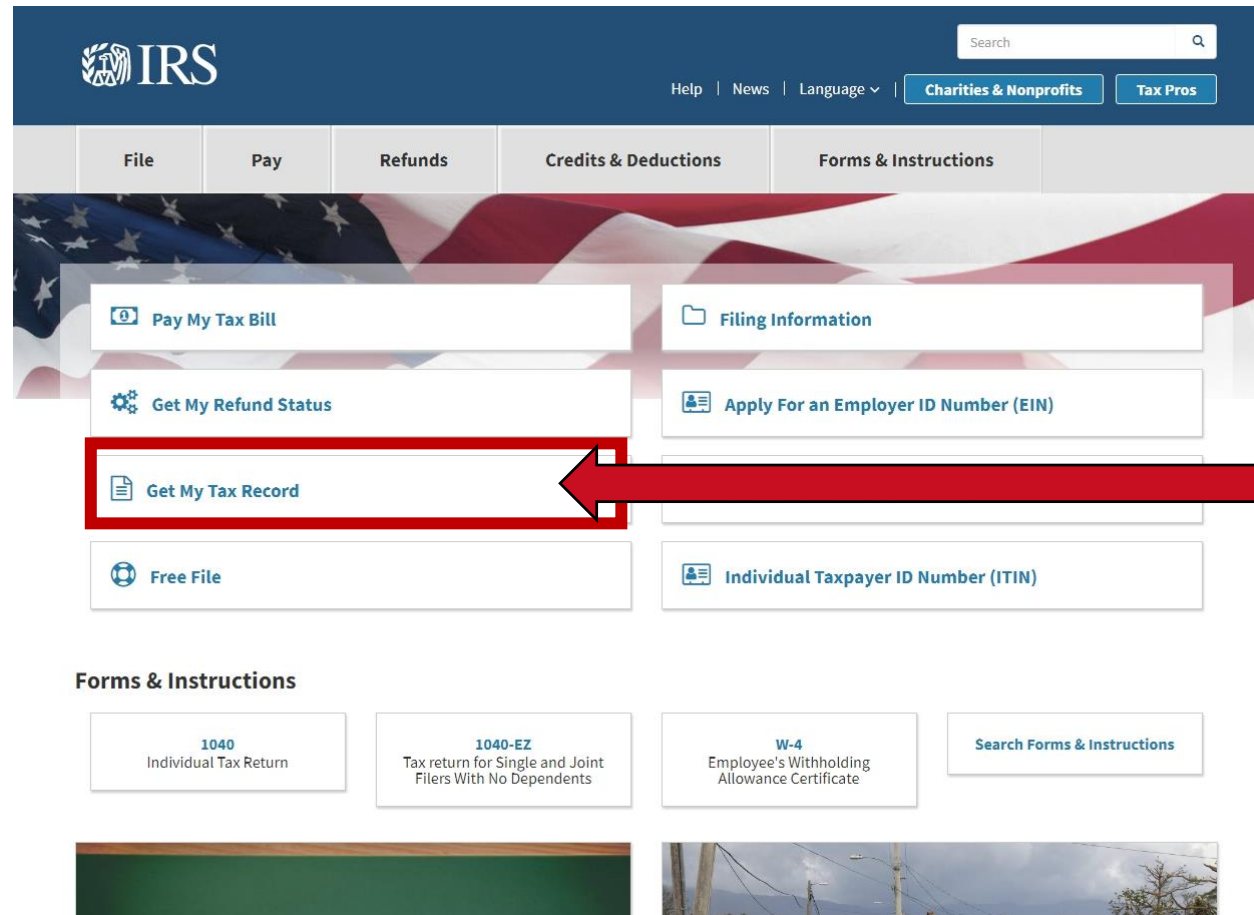 IRS
Search
Help | News | Language | Charities & Nonprofits Tax Pros
File Pay Refunds Credits & Deductions Forms & Instructions
Pay My Tax Bill
Filing Information
Get My Refund Status
Apply For an Employer ID Number (EIN)
Get My Tax Record
Free File
Individual Taxpayer ID Number (ITIN)
Forms & Instructions
1040
Individual Tax Return
1040-EZ
Tax return for Single and Joint
Filers With No Dependents
W-4
Employee's Withholding
Allowance Certificate
Search Forms & Instructions